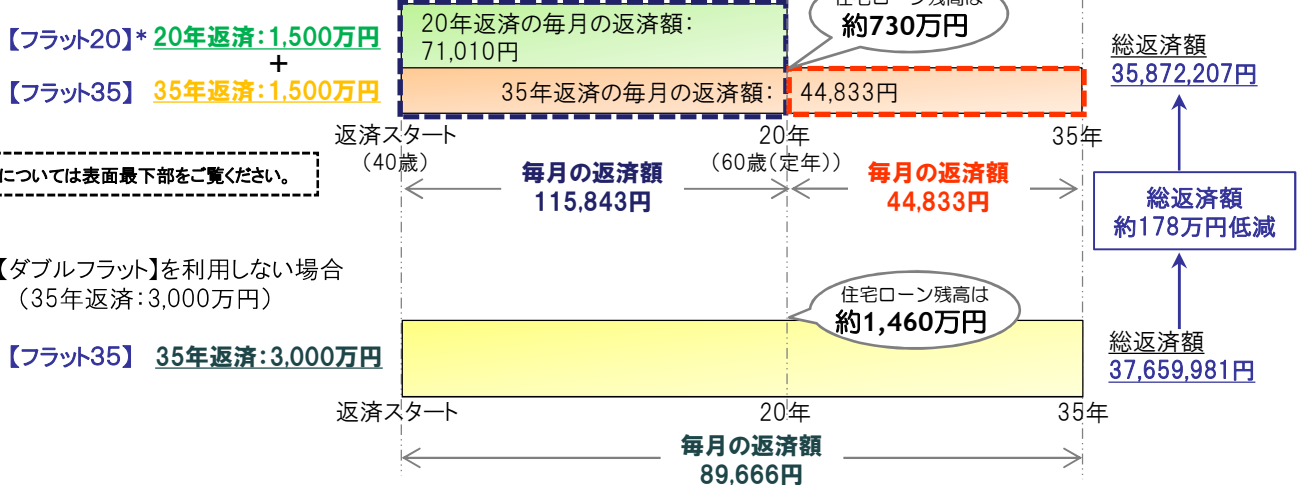 住宅ローン残高は
約730万円
【フラット20】* 20年返済：1,500万円
+
【フラット35】 35年返済：1,500万円
20年返済の毎月の返済額：
71,010円
35年返済の毎月の返済額： 44,833円
総返済額
35,872,207円
返済スタート
（40歳）
20年
（60歳（定年））
35年
については表面最下部をご覧ください。
毎月の返済額
115,843円
毎月の返済額
44,833円
総返済額
約178万円低減
【ダブルフラット】を利用しない場合
（35年返済：3,000万円）
住宅ローン残高は
約1,460万円
【フラット35】 35年返済：3,000万円
総返済額
37,659,981円
返済スタート
20年
35年
毎月の返済額
89,666円